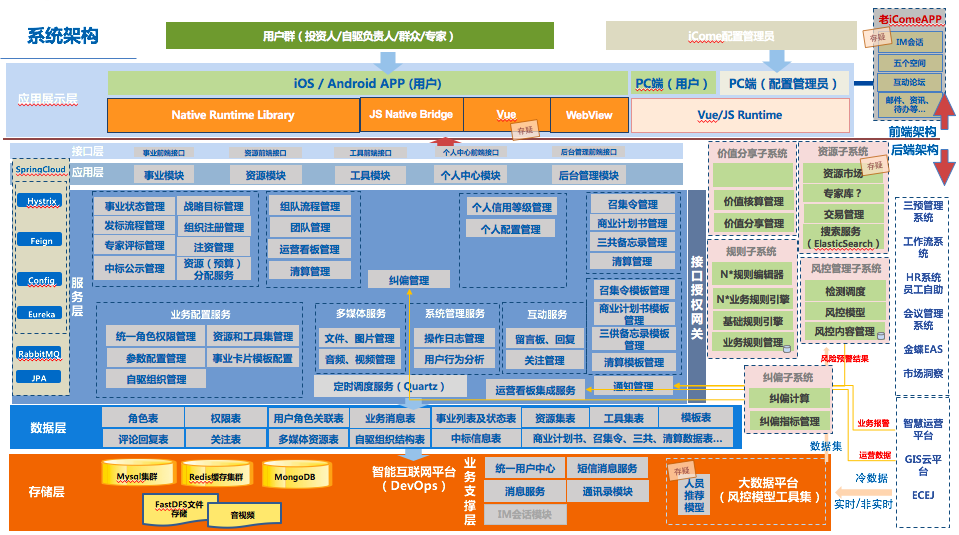 系统架构
用户群（投资人/自驱负责人/群众/专家）
iCome配置管理员
老iComeAPP
存疑
IM会话
五个空间
互动论坛
邮件、资讯、
待办等...
应用展示层
iOS / Android APP (用户)
PC端（用户）
PC端（配置管理员）
Native Runtime Library
JS Native Bridge
Vue
WebView
Vue/JS Runtime
存疑
前端架构
后端架构
接口层
事业前端接口
资源前端接口
工具前端接口
个人中心前端接口
后台管理前端接口
SpringCloud
应用层
事业模块
资源模块
工具模块
个人中心模块
后台管理模块
Hystrix
Feign
Config
Eureka
RabbitMQ
JPA
服务层
事业状态管理
战略目标管理
发标流程管理
组织注册管理
专家评标管理
注资管理
中标公示管理
资源（预算）
分配服务
组队流程管理
团队管理
运营看板管理
清算管理
个人信用等级管理
个人配置管理
召集令管理
商业计划书管理
三共备忘录管理
清算管理
纠偏管理
召集令模板管理
商业计划书模板
管理
三供备忘录模板
管理
清算模板管理
业务配置服务
统一角色权限管理
资源和工具集管理
参数配置管理
事业卡片模板配置
自驱组织管理
多媒体服务
文件、图片管理
音频、视频管理
系统管理服务
操作日志管理
用户行为分析
互动服务
留言板、回复
关注管理
定时调度服务（Quartz）
运营看板集成服务
通知管理
接口授权网关
价值分享子系统
价值核算管理
价值分享管理
资源子系统
存疑
资源市场
专家库？
交易管理
搜索服务
（ElasticSearch）
规则子系统
N*规则编辑器
N*业务规则引擎
基础规则引擎
业务规则管理
风控管理子系统
检测调度
风控模型
风控内容管理
风险预警结果
纠偏子系统
纠偏计算
纠偏指标管理
三预管理
系统
工作流系
统
HR系统
员工自助
会议管理
系统
金蝶EAS
市场洞察
智慧运营
平台
GIS云平
台
ECEJ
业务报警
数据集
运营数据
冷数据
实时/非实时
数据层
角色表
权限表
用户角色关联表
业务消息表
事业列表及状态表
资源集表
工具集表
模板表
评论回复表
关注表
多媒体资源表
自驱组织结构表
中标信息表
商业计划书、召集令、三共、清算数据表...
存储层
Mysql集群
Redis缓存集群
MongoDB
FastDFS文件
存储
音视频
智能互联网平台
（DevOps）
业务支撑层
统一用户中心
短信消息服务
消息服务
通讯录模块
IM会话模块
存疑
人员
推荐
模型
大数据平台
（风控模型工具集）